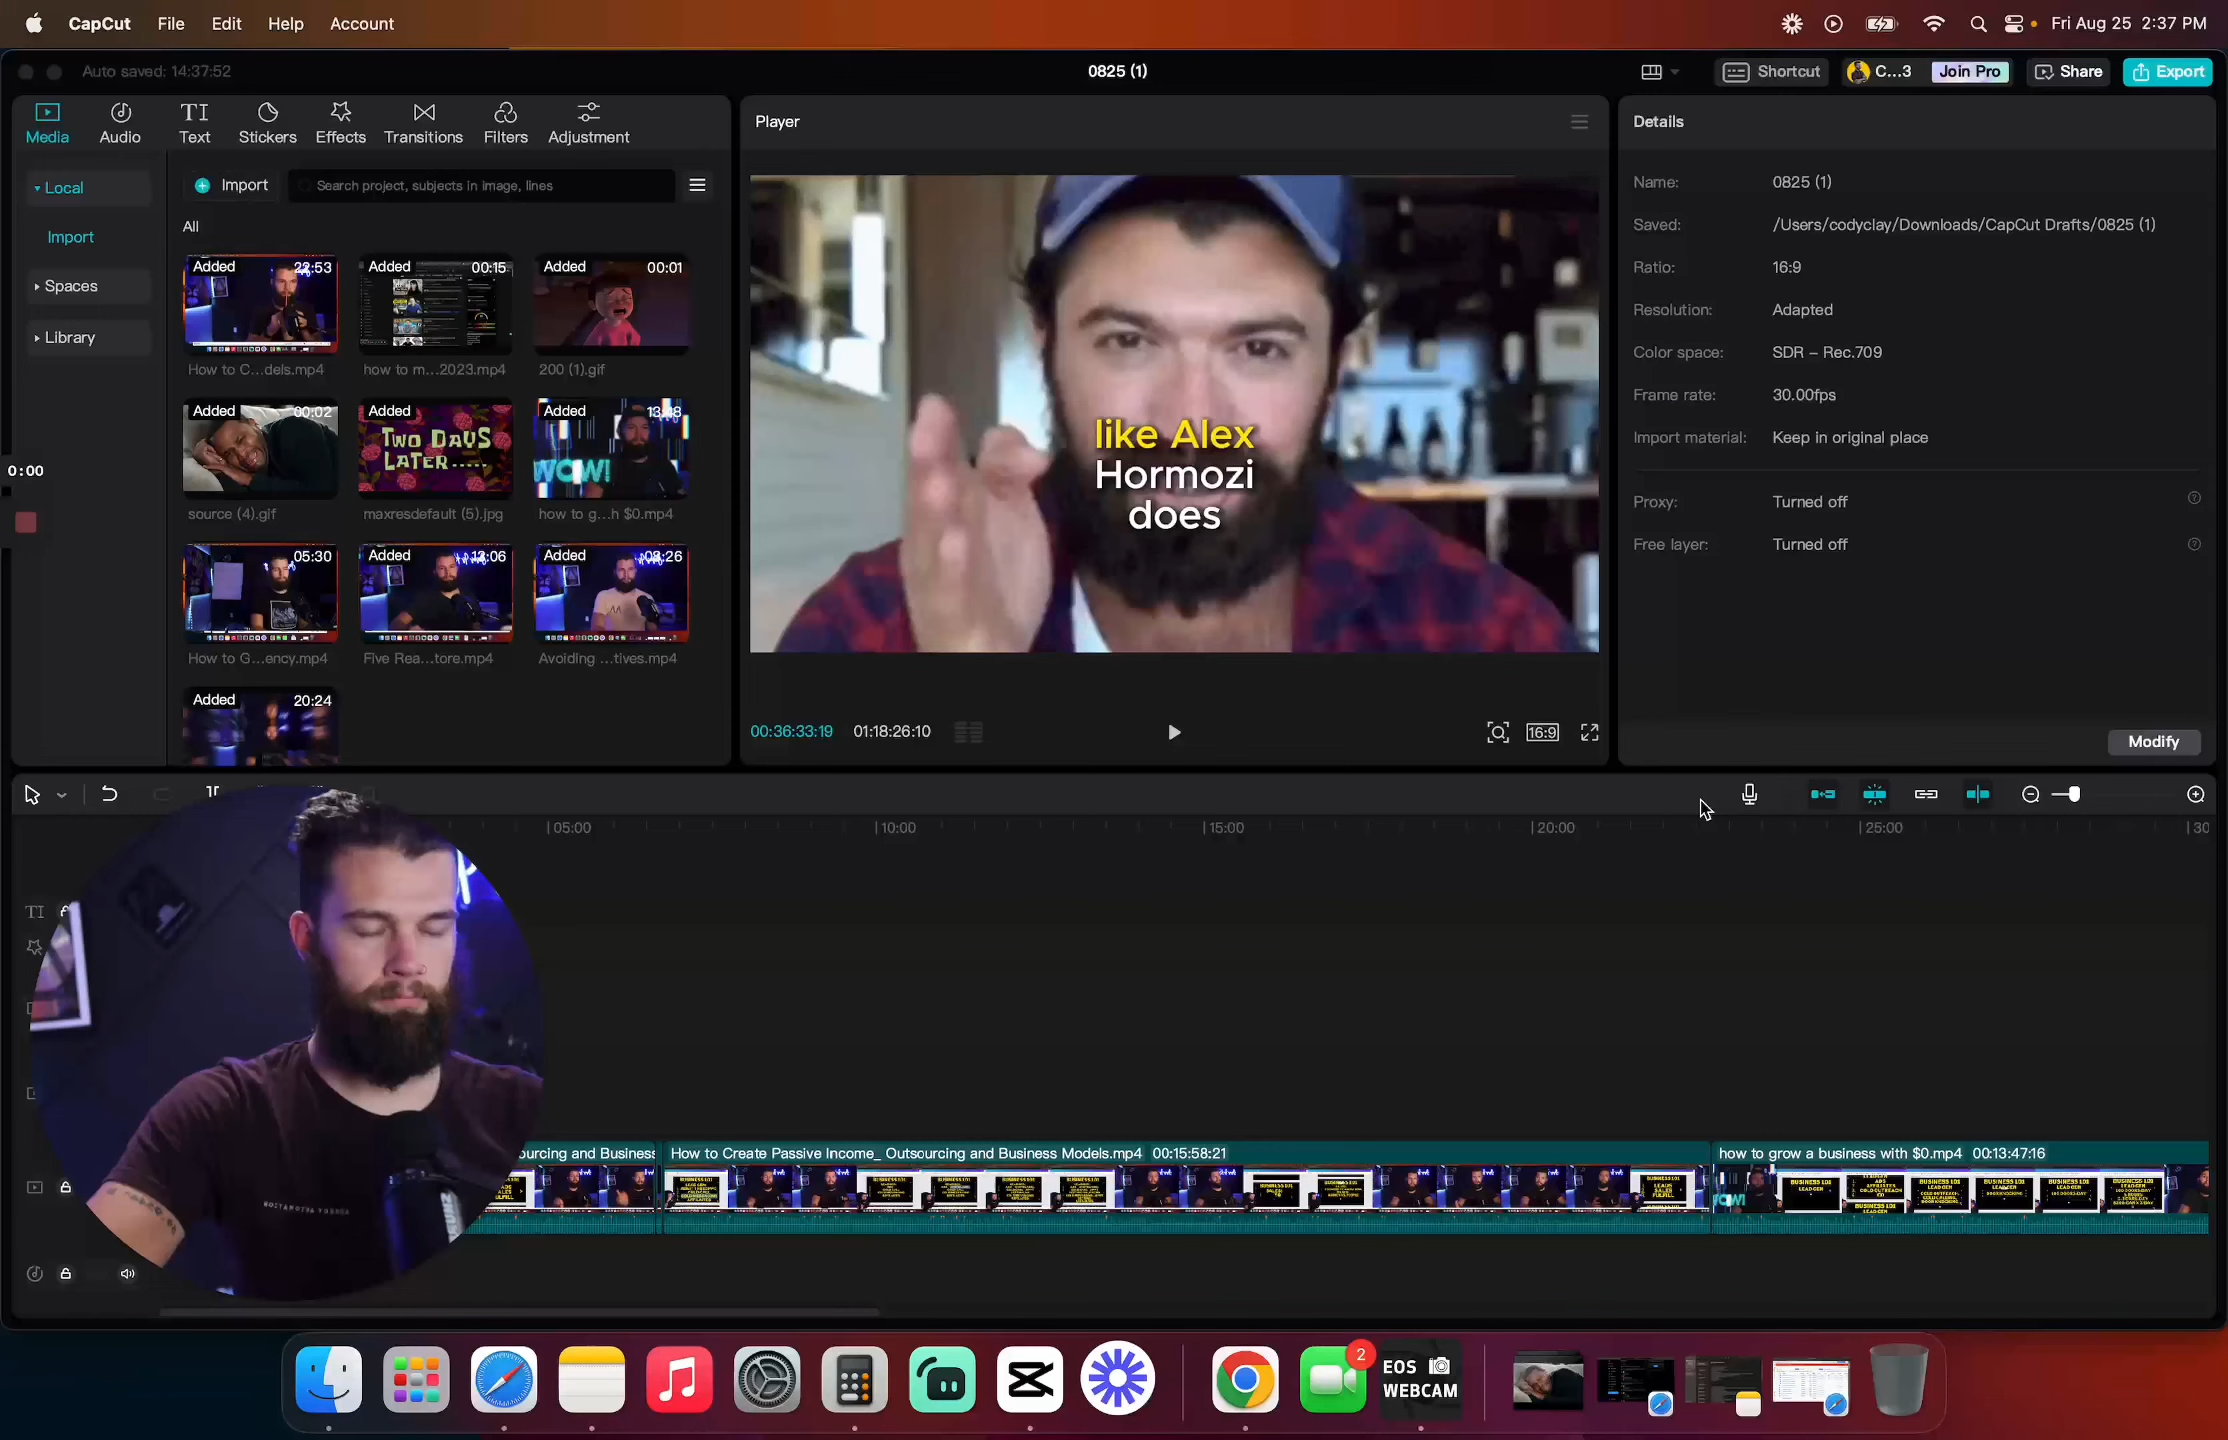 CapCut File Edit Help Account Fri Aug 25 2:37 PM
Auto saved: 14:37:52 0825 (1) Shortcut C...3 Join Pro Share Export
Media Audio Text Stickers Effects Transitions Filters Adjustment
Local
Import
Spaces
Library
Import Search project, subjects in image, lines
All
Added 22:53 Added 00:15 Added 00:01
How to C...dels.mp4 how to m...2023.mp4 200 (1).gif
Added 00:02 Added Added 13:48
TWO DAYS
LATER.....
WOW!
source (4).gif maxresdefault (5).jpg how to g...h $0.mp4
Added 05:30 Added 13:06 Added
How to G...ency.mp4 Five Rea...tore.mp4 Avoiding ...tives.mp4
Added 20:24
0:00
Player
like Alex
Hormozi
does
00:36:33:19 01:18:26:10 16:9
Details
Name: 0825 (1)
Saved: /Users/codyclay/Downloads/CapCut Drafts/0825 (1)
Ratio: 16:9
Resolution: Adapted
Color space: SDR – Rec.709
Frame rate: 30.00fps
Import material: Keep in original place
Proxy: Turned off
Free layer: Turned off
Modify
05:00 10:00 15:00 20:00 25:00 30
TI
ourcing and Business How to Create Passive Income_ Outsourcing and Business Models.mp4 00:15:58:21 how to grow a business with $0.mp4 00:13:47:16
2
EOS
WEBCAM